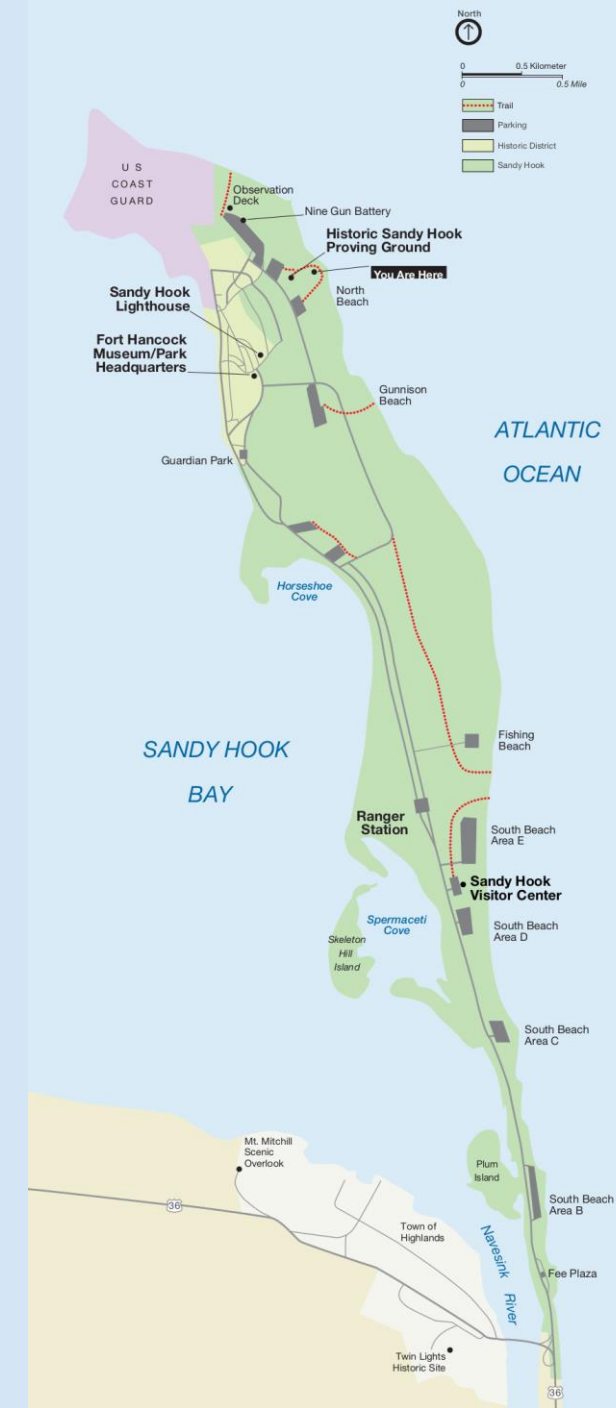 North
0 0.5 Kilometer
0 0.5 Mile
Trail
Parking
Historic District
Sandy Hook
U S
COAST
GUARD
Observation
Deck
Nine Gun Battery
Historic Sandy Hook
Proving Ground
You Are Here
North
Beach
Sandy Hook
Lighthouse
Fort Hancock
Museum/Park
Headquarters
Gunnison
Beach
ATLANTIC
OCEAN
Guardian Park
Horseshoe
Cove
SANDY HOOK
BAY
Fishing
Beach
Ranger
Station
South Beach
Area E
Sandy Hook
Visitor Center
Spermaceti
Cove
South Beach
Area D
Skeleton
Hill
Island
South Beach
Area C
Mt. Mitchill
Scenic
Overlook
Plum
Island
36
South Beach
Area B
Town of
Highlands
Navesink River
Fee Plaza
Twin Lights
Historic Site
36